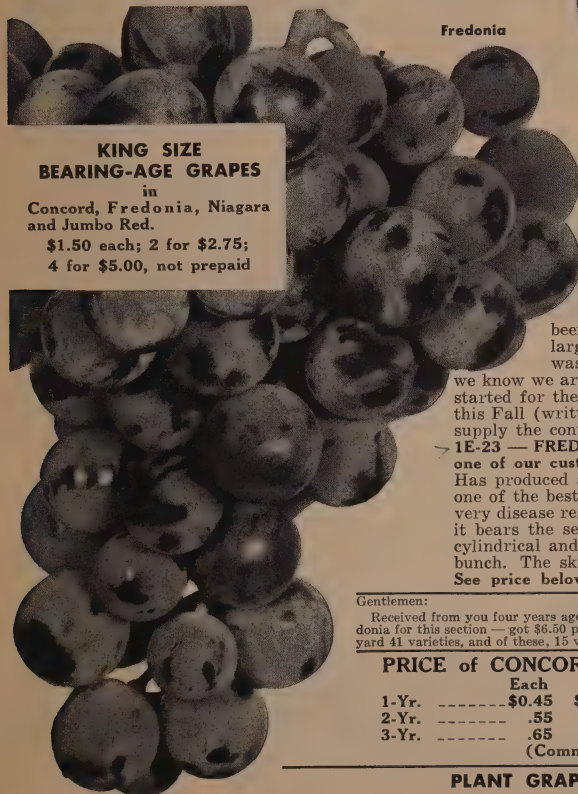 Fredonia
KING SIZE
BEARING-AGE GRAPES
in
Concord, Fredonia, Niagara
and Jumbo Red.
$1.50 each; 2 for $2.75;
4 for $5.00, not prepaid
larg
was
we know we ar
started for the
this Fall (writ
supply the con
1E-23 — FRED
one of our cust
Has produced
one of the best
very disease re
it bears the se
cylindrical and
bunch. The sk
See price below
Gentlemen:
Received from you four years ag
donia for this section — got $6.50 p
yard 41 varieties, and of these, 15 v
PRICE of CONCOR
Each
1-Yr. ------- $0.45 $
2-Yr. ------- .55
3-Yr. ------- .65
(Comm
PLANT GRAP